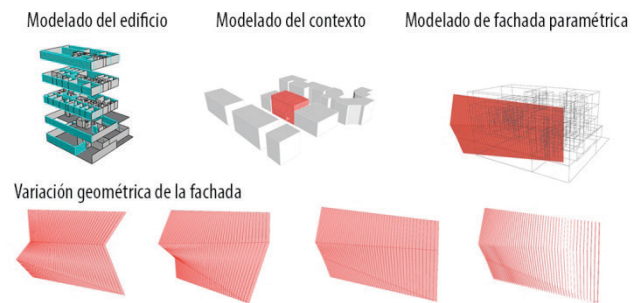 Modelado del edificio
Modelado del contexto
Modelado de fachada paramétrica
Variación geométrica de la fachada